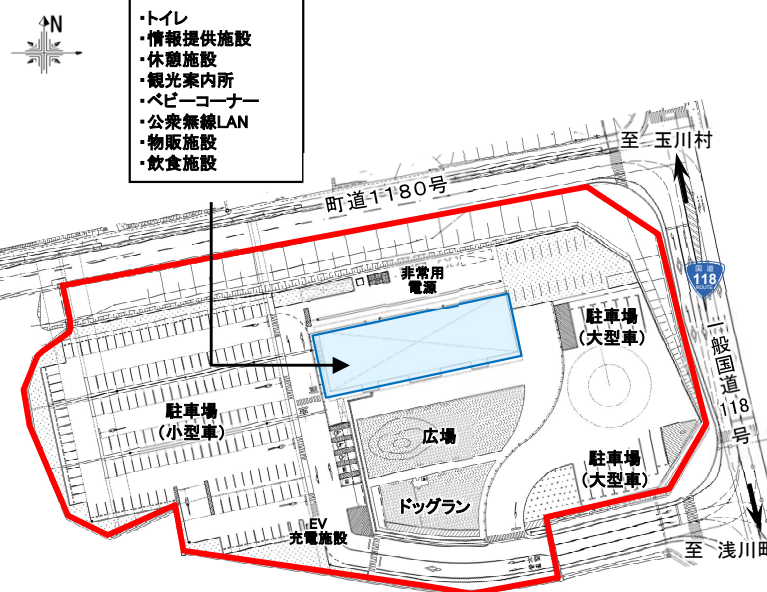 N
・トイレ
・情報提供施設
・休憩施設
・観光案内所
・ベビーコーナー
・公衆無線LAN
・物販施設
・飲食施設
至 玉川村
町道1180号
非常用
電源
国道
118
ROUTE
駐車場
(大型車)
一般国道118号
駐車場
(小型車)
広場
駐車場
(大型車)
ドッグラン
EV
充電施設
至 浅川町